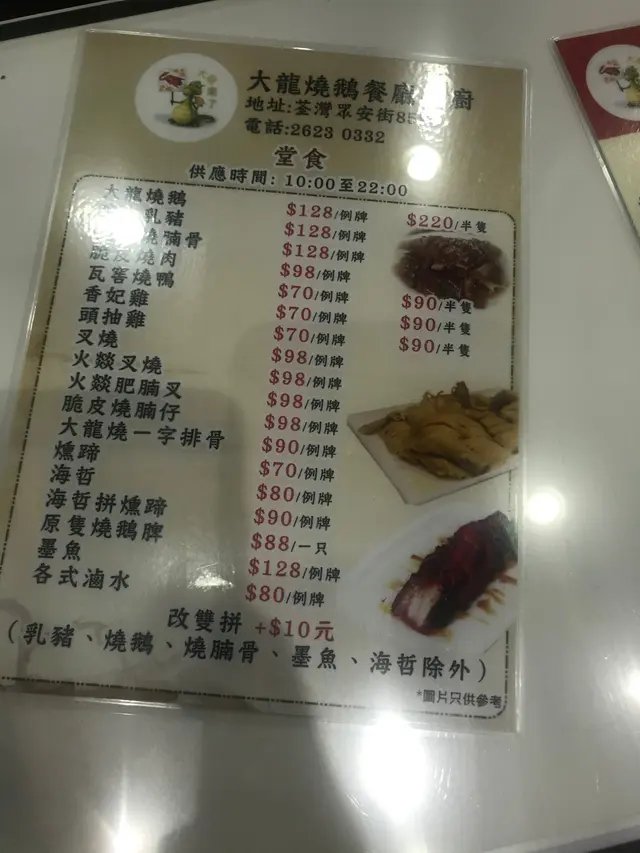 大龍燒鵝餐廳 廚
地址:荃灣眾安街85
電話:2623 0332
堂食
供應時間: 10:00至22:00
大龍燒鵝 $128/例牌 $220/半隻
乳豬 $128/例牌
燒腩骨 $128/例牌
脆皮燒肉 $98/例牌
瓦窖燒鴨 $70/例牌 $90/半隻
香妃雞 $70/例牌 $90/半隻
頭抽雞 $70/例牌 $90/半隻
叉燒 $98/例牌
火燚叉燒 $98/例牌
火燚肥腩叉 $98/例牌
脆皮燒腩仔 $98/例牌
大龍燒一字排骨 $90/例牌
燻蹄 $70/例牌
海哲 $80/例牌
海哲拼燻蹄 $90/例牌
原隻燒鵝脾 $88/一只
墨魚 $128/例牌
各式滷水 $80/例牌
改雙拼 +$10元
（乳豬、燒鵝、燒腩骨、墨魚、海哲除外）
*圖片只供參考